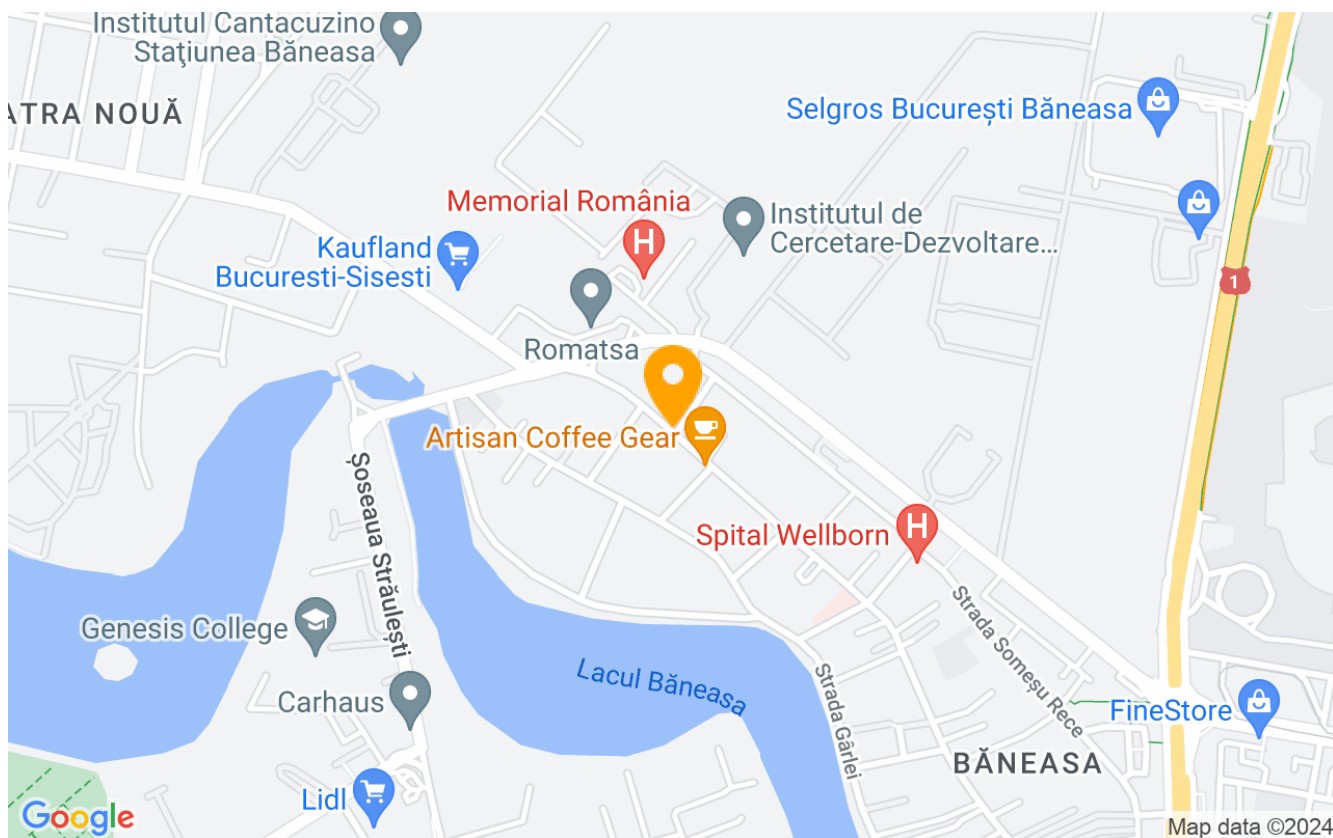 Institutul Cantacuzino
Stațiunea Băneasa
ATRA NOUĂ
Selgros București Băneasa
Memorial România
H
Institutul de
Cercetare-Dezvoltare...
Kaufland
Bucuresti-Sisesti
1
Romatsa
Artisan Coffee Gear
Șoseaua Străulești
Spital Wellborn
H
Genesis College
Strada Someșu Rece
Lacul Băneasa
Strada Gârlei
Carhaus
FineStore
BĂNEASA
Lidl
Google
Map data ©2024